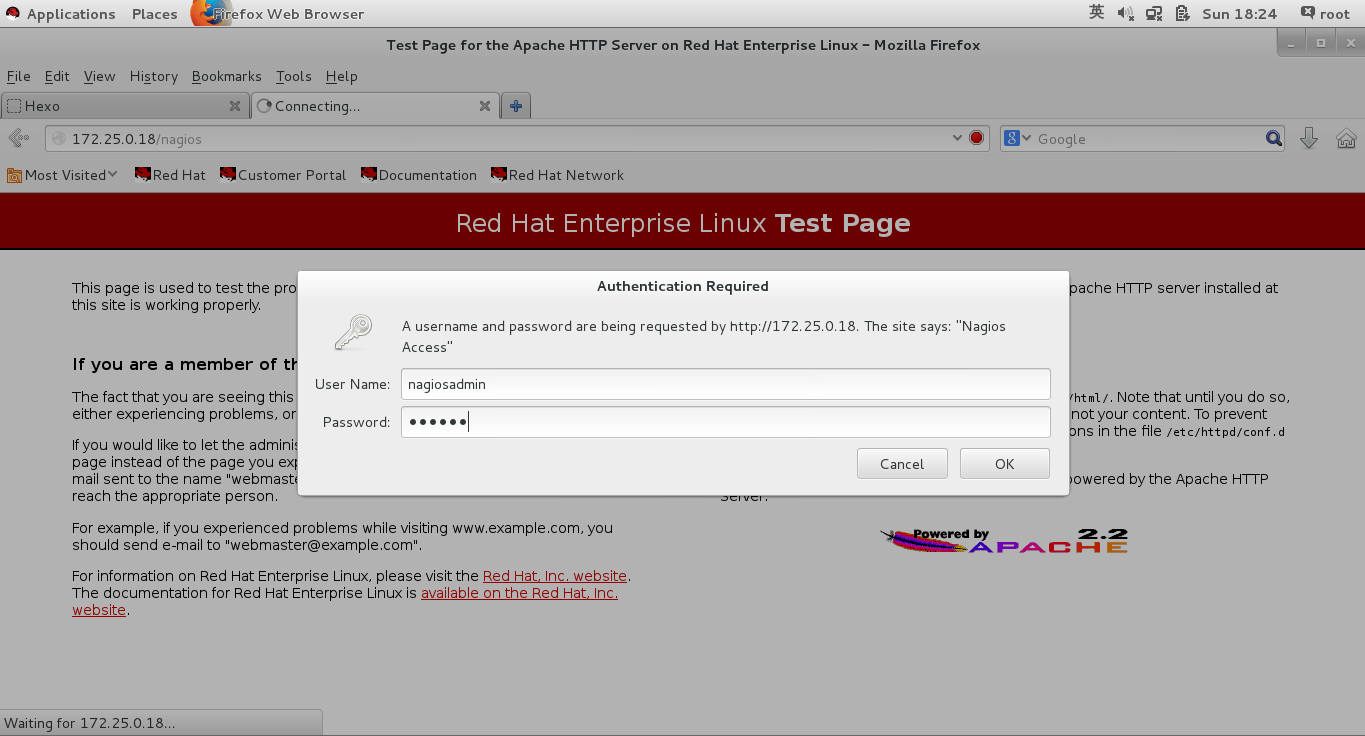 Applications Places Firefox Web Browser 英 Sun 18:24 root
Test Page for the Apache HTTP Server on Red Hat Enterprise Linux - Mozilla Firefox
File Edit View History Bookmarks Tools Help
Hexo Connecting...
172.25.0.18/nagios Google
Most Visited Red Hat Customer Portal Documentation Red Hat Network
Red Hat Enterprise Linux Test Page
This page is used to test the pro
this site is working properly.
If you are a member of th
The fact that you are seeing this
either experiencing problems, or
If you would like to let the adminis
page instead of the page you exp
mail sent to the name "webmaste
reach the appropriate person.
For example, if you experienced problems while visiting www.example.com, you
should send e-mail to "webmaster@example.com".
For information on Red Hat Enterprise Linux, please visit the Red Hat, Inc. website.
The documentation for Red Hat Enterprise Linux is available on the Red Hat, Inc.
website.
Authentication Required
A username and password are being requested by http://172.25.0.18. The site says: "Nagios
Access"
User Name: nagiosadmin
Password: ●●●●●●
Cancel OK
pache HTTP server installed at
/html/. Note that until you do so,
not your content. To prevent
ons in the file /etc/httpd/conf.d
powered by the Apache HTTP
Server:
Powered by APACHE 2.2
Waiting for 172.25.0.18...